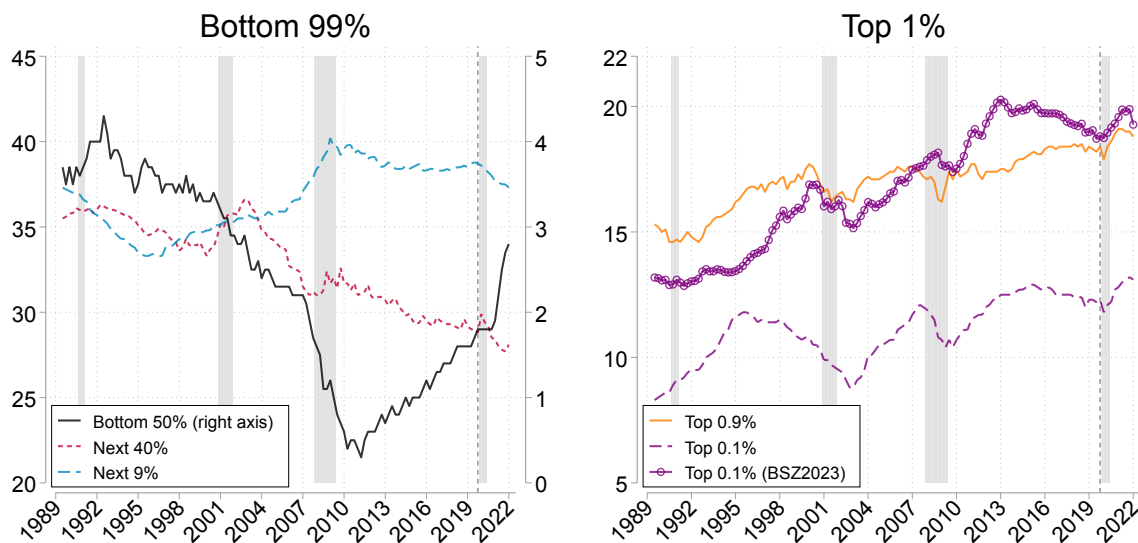 Bottom 99%
45
40
35
30
25
20
5
4
3
2
1
0
Bottom 50% (right axis)
Next 40%
Next 9%
1989 1992 1995 1998 2001 2004 2007 2010 2013 2016 2019 2022
Top 1%
22
20
15
10
5
Top 0.9%
Top 0.1%
Top 0.1% (BSZ2023)
1989 1992 1995 1998 2001 2004 2007 2010 2013 2016 2019 2022